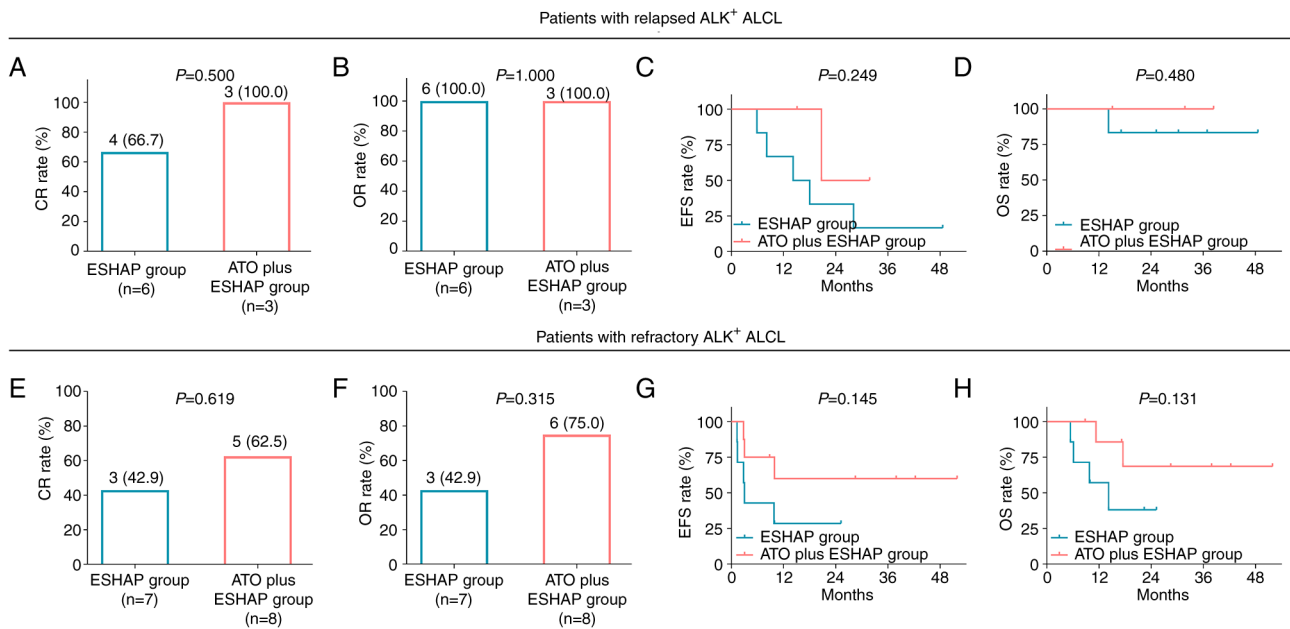 Patients with relapsed ALK+ ALCL
A
P=0.500
CR rate (%)
100
80
60
40
20
0
4 (66.7)
3 (100.0)
ESHAP group
(n=6)
ATO plus
ESHAP group
(n=3)
B
P=1.000
OR rate (%)
100
80
60
40
20
0
6 (100.0)
3 (100.0)
ESHAP group
(n=6)
ATO plus
ESHAP group
(n=3)
C
P=0.249
EFS rate (%)
100
75
50
25
0
ESHAP group
ATO plus ESHAP group
0 12 24 36 48
Months
D
P=0.480
OS rate (%)
100
75
50
25
0
ESHAP group
ATO plus ESHAP group
0 12 24 36 48
Months
Patients with refractory ALK+ ALCL
E
P=0.619
CR rate (%)
100
80
60
40
20
0
3 (42.9)
5 (62.5)
ESHAP group
(n=7)
ATO plus
ESHAP group
(n=8)
F
P=0.315
OR rate (%)
100
80
60
40
20
0
3 (42.9)
6 (75.0)
ESHAP group
(n=7)
ATO plus
ESHAP group
(n=8)
G
P=0.145
EFS rate (%)
100
75
50
25
0
ESHAP group
ATO plus ESHAP group
0 12 24 36 48
Months
H
P=0.131
OS rate (%)
100
75
50
25
0
ESHAP group
ATO plus ESHAP group
0 12 24 36 48
Months